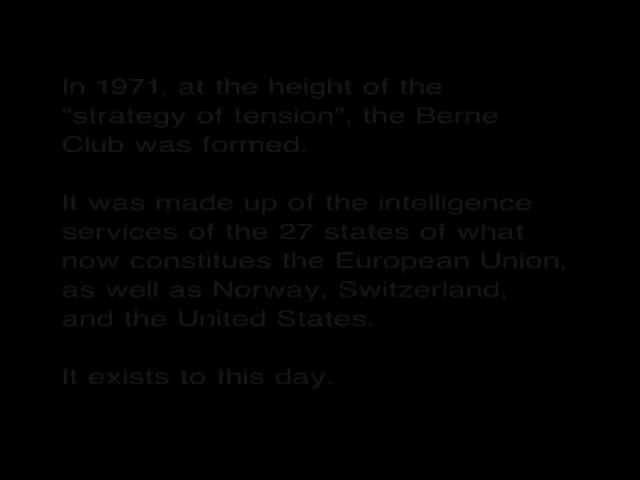 In 1971, at the height of the
“strategy of tension”, the Berne
Club was formed.
It was made up of the intelligence
services of the 27 states of what
now constitues the European Union,
as well as Norway, Switzerland,
and the United States.
It exists to this day.